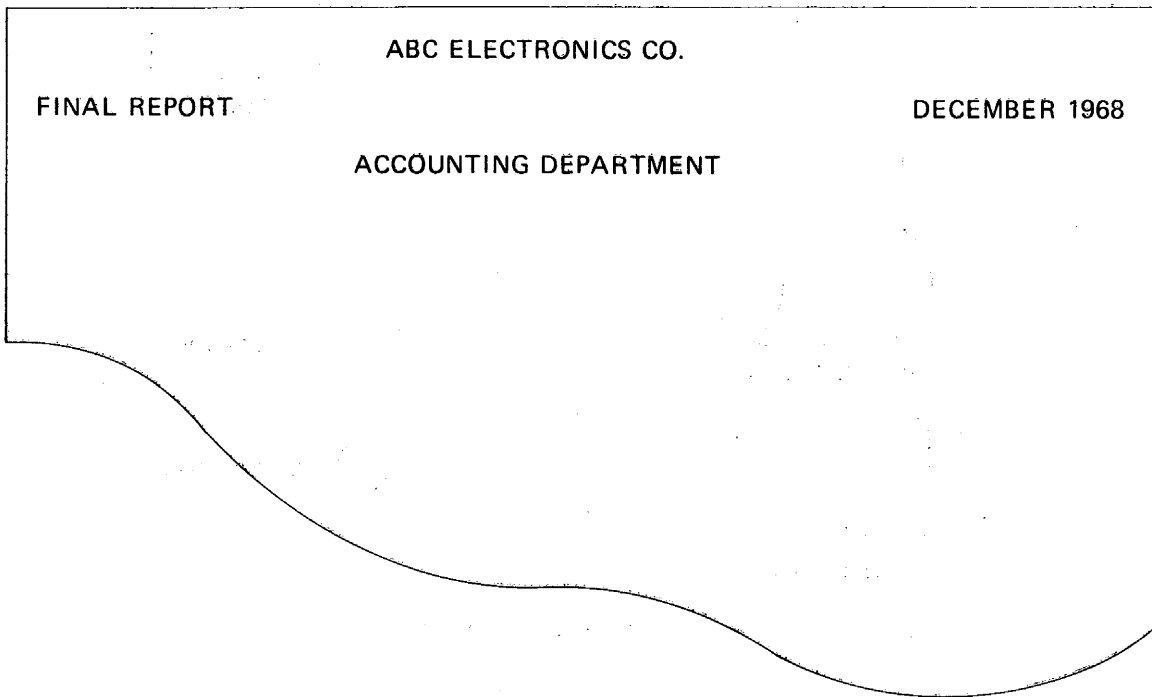 ABC ELECTRONICS CO.
FINAL REPORT DECEMBER 1968
ACCOUNTING DEPARTMENT